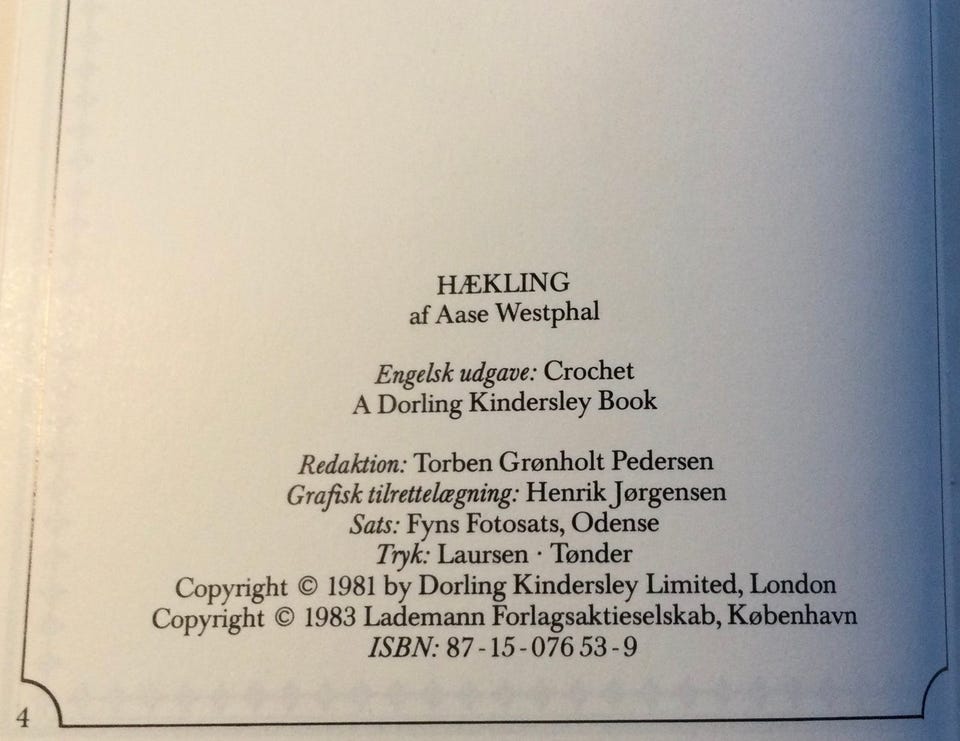 HÆKLING
af Aase Westphal
Engelsk udgave: Crochet
A Dorling Kindersley Book
Redaktion: Torben Grønholt Pedersen
Grafisk tilrettelægning: Henrik Jørgensen
Sats: Fyns Fotosats, Odense
Tryk: Laursen · Tønder
Copyright © 1981 by Dorling Kindersley Limited, London
Copyright © 1983 Lademann Forlagsaktieselskab, København
ISBN: 87-15-07653-9
4